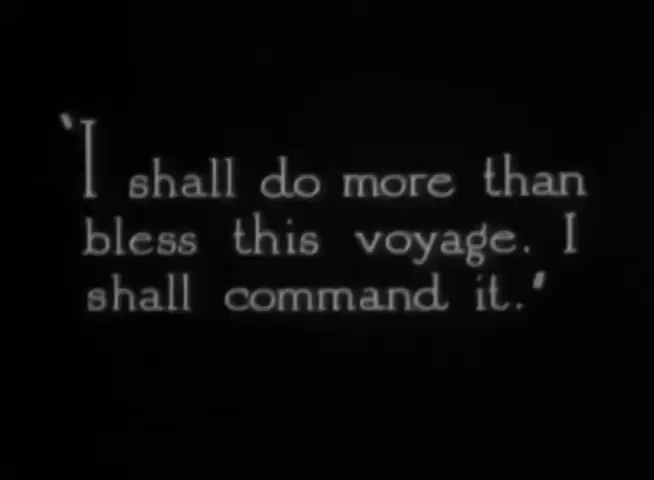 "I shall do more than
bless this voyage. I
shall command it."